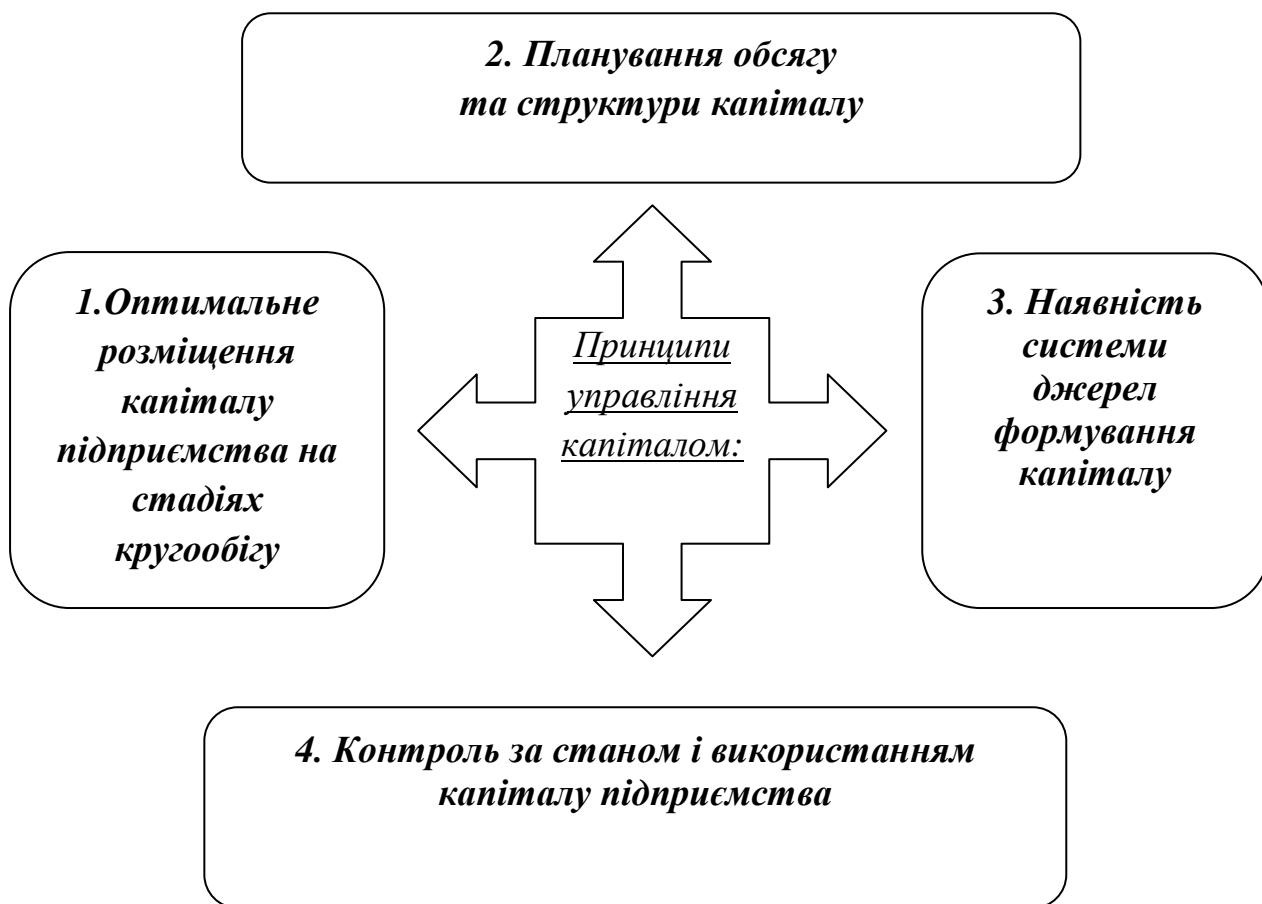 2. Планування обсягу
та структури капіталу
1.Оптимальне
розміщення
капіталу
підприємства на
стадіях
кругообігу
Принципи
управління
капіталом:
3. Наявність
системи
джерел
формування
капіталу
4. Контроль за станом і використанням
капіталу підприємства